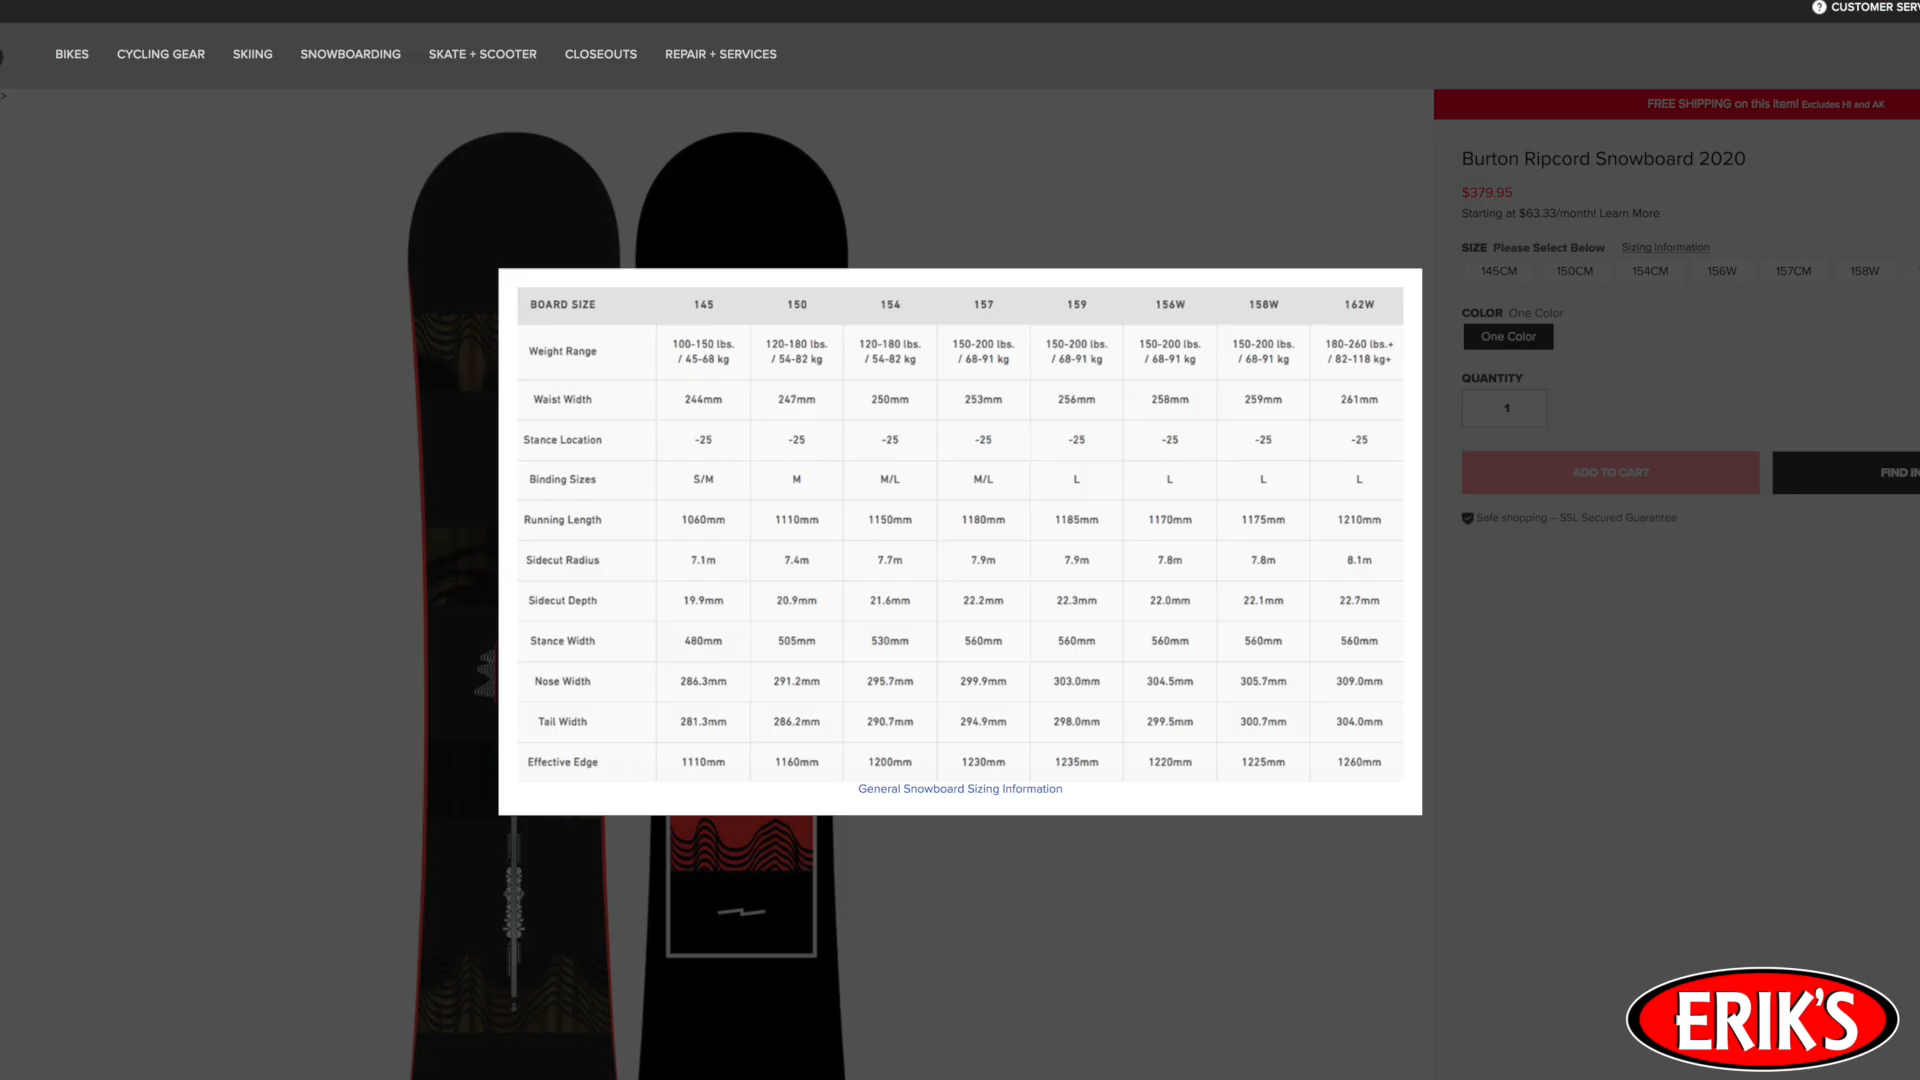 CUSTOMER SERV
BIKES CYCLING GEAR SKIING SNOWBOARDING SKATE + SCOOTER CLOSEOUTS REPAIR + SERVICES
>
FREE SHIPPING on this item! Excludes HI and AK
Burton Ripcord Snowboard 2020
$379.95
Starting at $63.33/month! Learn More
SIZE Please Select Below Sizing Information
145CM 150CM 154CM 156W 157CM 158W
COLOR One Color
One Color
QUANTITY
1
ADD TO CART FIND IN
Safe shopping – SSL Secured Guarantee
BOARD SIZE 145 150 154 157 159 156W 158W 162W
Weight Range 100-150 lbs. / 45-68 kg 120-180 lbs. / 54-82 kg 120-180 lbs. / 54-82 kg 150-200 lbs. / 68-91 kg 150-200 lbs. / 68-91 kg 150-200 lbs. / 68-91 kg 150-200 lbs. / 68-91 kg 180-260 lbs.+ / 82-118 kg+
Waist Width 244mm 247mm 250mm 253mm 256mm 258mm 259mm 261mm
Stance Location -25 -25 -25 -25 -25 -25 -25 -25
Binding Sizes S/M M M/L M/L L L L L
Running Length 1060mm 1110mm 1150mm 1180mm 1185mm 1170mm 1175mm 1210mm
Sidecut Radius 7.1m 7.4m 7.7m 7.9m 7.9m 7.8m 7.8m 8.1m
Sidecut Depth 19.9mm 20.9mm 21.6mm 22.2mm 22.3mm 22.0mm 22.1mm 22.7mm
Stance Width 480mm 505mm 530mm 560mm 560mm 560mm 560mm 560mm
Nose Width 286.3mm 291.2mm 295.7mm 299.9mm 303.0mm 304.5mm 305.7mm 309.0mm
Tail Width 281.3mm 286.2mm 290.7mm 294.9mm 298.0mm 299.5mm 300.7mm 304.0mm
Effective Edge 1110mm 1160mm 1200mm 1230mm 1235mm 1220mm 1225mm 1260mm
General Snowboard Sizing Information
ERIK'S